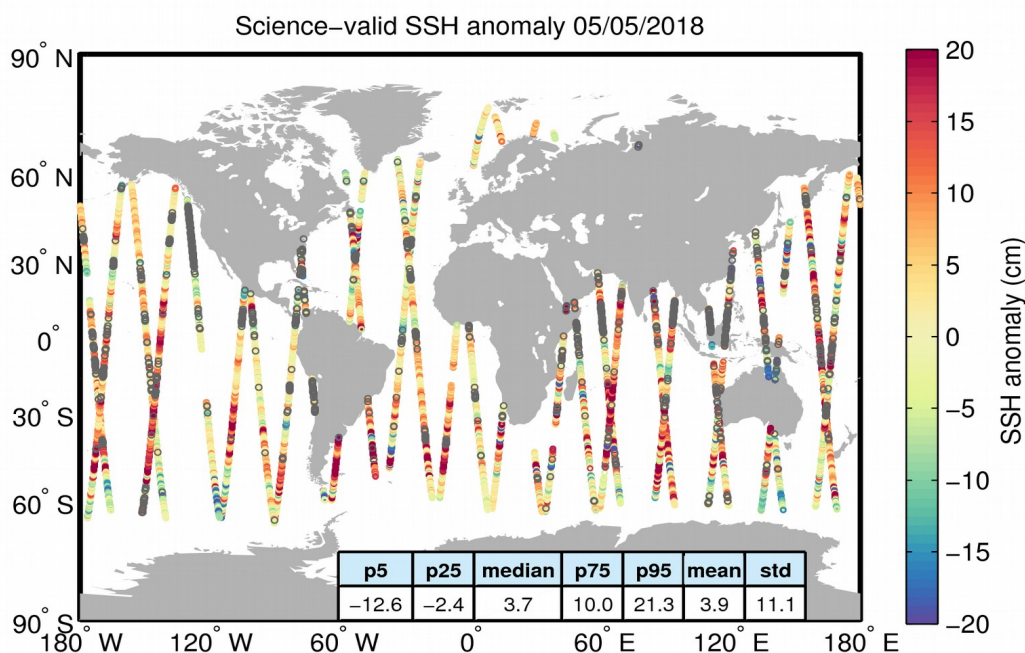 Science−valid SSH anomaly 05/05/2018
90° N
60° N
30° N
0°
30° S
60° S
90° S
180° W
120° W
60° W
0°
60° E
120° E
180° E
p5 p25 median p75 p95 mean std
−12.6 −2.4 3.7 10.0 21.3 3.9 11.1
20
15
10
5
0
−5
−10
−15
−20
SSH anomaly (cm)